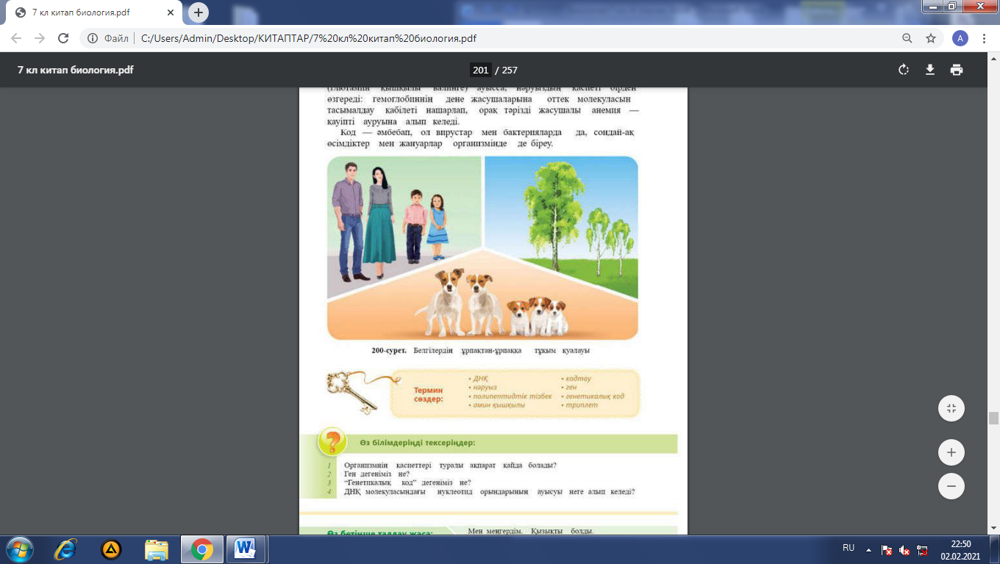 7 кл китап биология.pdf
Файл
C:/Users/Admin/Desktop/КИТАПТАР/7%20кл%20китап%20биология.pdf
A
7 кл китап биология.pdf
201 / 257
(глютамин қышқылы валинге) ауысса, нәруыздың қасиеті бірден
өзгереді: гемоглобиннің дене жасушаларына оттек молекуласын
тасымалдау қабілеті нашарлап, орақ тәрізді жасушалы анемия —
қауіпті ауруына алып келеді.
Код — әмбебап, ол вирустар мен бактерияларда да, сондай-ақ
өсімдіктер мен жануарлар организмінде де біреу.
200-сурет. Белгілердің ұрпақтан-ұрпаққа тұқым қуалауы
Термин
сөздер:
• ДНҚ
• нәруыз
• полипептидтік тізбек
• амин қышқылы
• кодтау
• ген
• генетикалық код
• триплет
Өз білімдеріңді тексеріңдер:
1 Организмнің қасиеттері туралы ақпарат қайда болады?
2 Ген дегеніміз не?
3 “Генетикалық код” дегеніміз не?
4 ДНҚ молекуласындағы нуклеотид орындарының ауысуы неге алып келеді?
Өз бетінше талдау жаса:
Мен меңгердім. Қызықты болды.
RU
22:50
02.02.2021